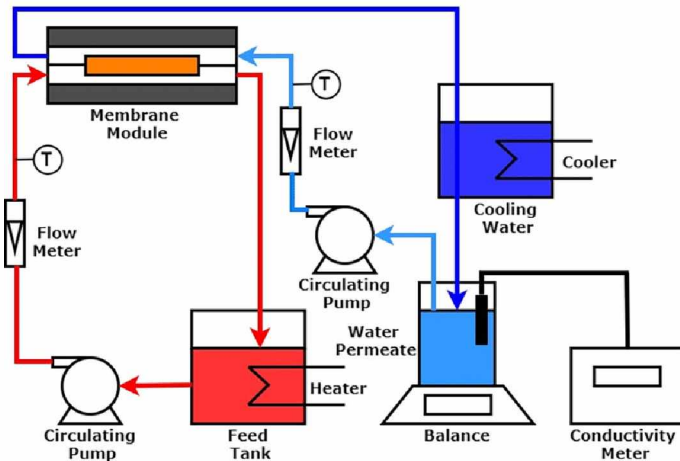 Membrane
Module
T
Flow
Meter
T
Flow
Meter
Cooler
Cooling
Water
Circulating
Pump
Water
Permeate
Heater
Circulating
Pump
Feed
Tank
Balance
Conductivity
Meter